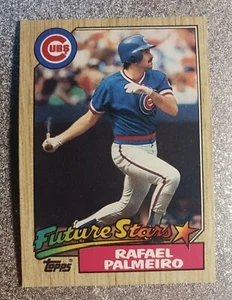 CUBS
Future Stars
Topps
RAFAEL
PALMEIRO